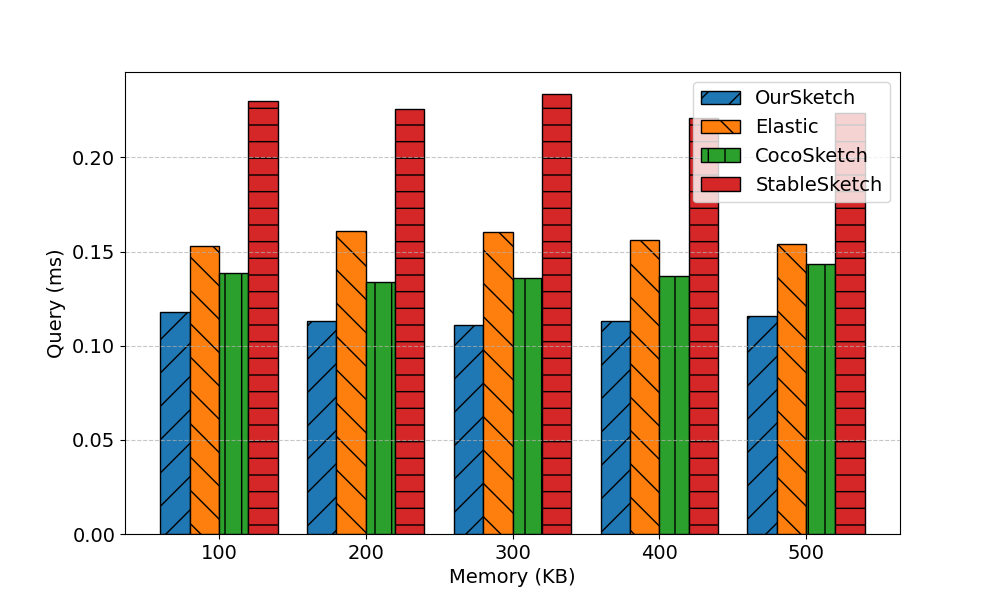 OurSketch
Elastic
CocoSketch
StableSketch
Query (ms)
0.20
0.15
0.10
0.05
0.00
100 200 300 400 500
Memory (KB)